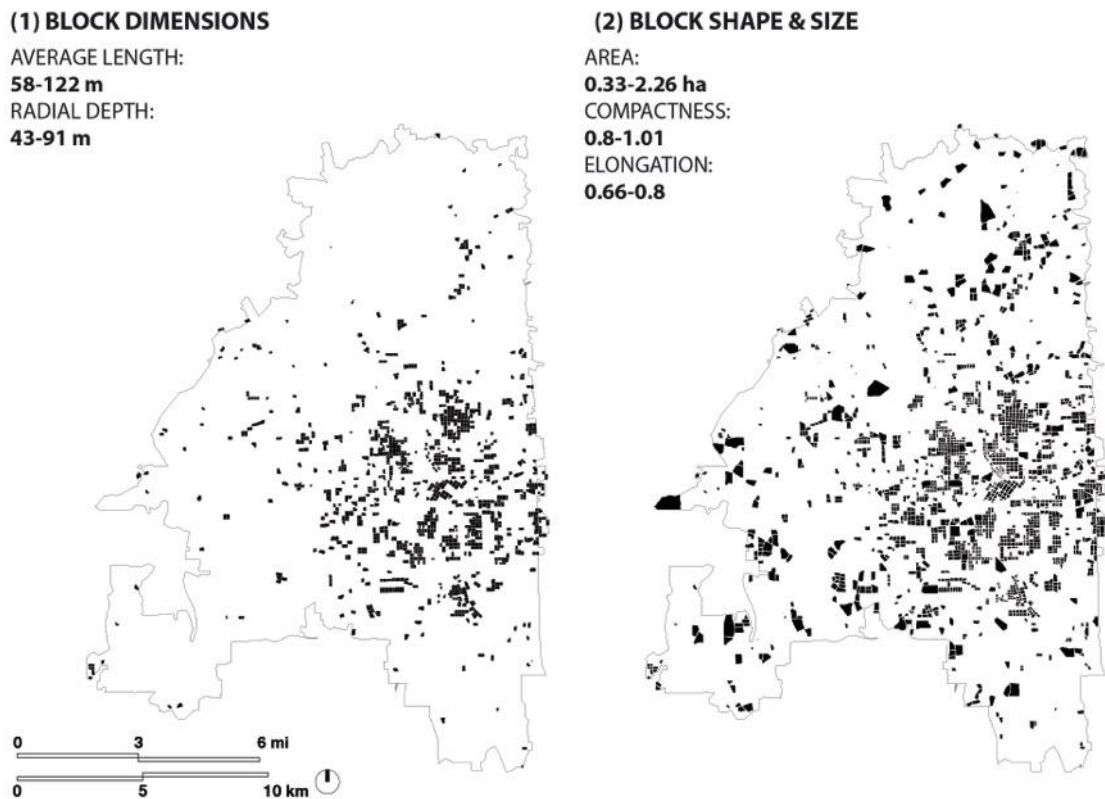 (1) BLOCK DIMENSIONS
AVERAGE LENGTH:
58-122 m
RADIAL DEPTH:
43-91 m
(2) BLOCK SHAPE & SIZE
AREA:
0.33-2.26 ha
COMPACTNESS:
0.8-1.01
ELONGATION:
0.66-0.8
0 3 6 mi
0 5 10 km